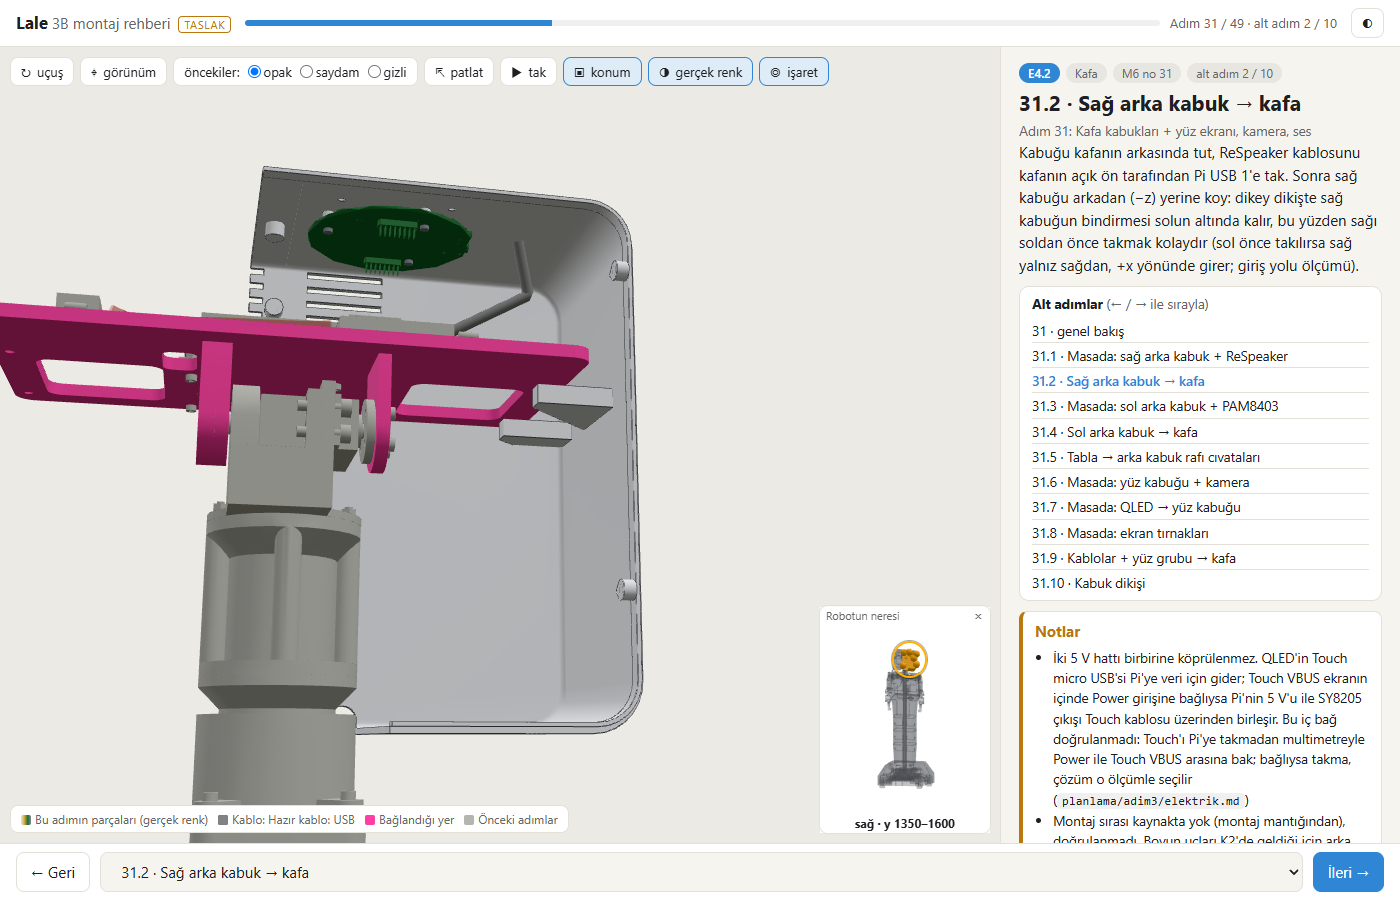 Lale 3B montaj rehberi TASLAK
Adım 31 / 49 · alt adım 2 / 10
uçuş
görünüm
öncekiler: opak saydam gizli
patlat
tak
konum
gerçek renk
işaret
E4.2 Kafa M6 no 31 alt adım 2 / 10
31.2 · Sağ arka kabuk → kafa
Adım 31: Kafa kabukları + yüz ekranı, kamera, ses
Kabuğu kafanın arkasında tut, ReSpeaker kablosunu
kafanın açık ön tarafından Pi USB 1'e tak. Sonra sağ
kabuğu arkadan (−z) yerine koy: dikey dikişte sağ
kabuğun bindirmesi solun altında kalır, bu yüzden sağı
soldan önce takmak kolaydır (sol önce takılırsa sağ
yalnız sağdan, +x yönünde girer; giriş yolu ölçümü).
Alt adımlar (← / → ile sırayla)
31 · genel bakış
31.1 · Masada: sağ arka kabuk + ReSpeaker
31.2 · Sağ arka kabuk → kafa
31.3 · Masada: sol arka kabuk + PAM8403
31.4 · Sol arka kabuk → kafa
31.5 · Tabla → arka kabuk rafı cıvataları
31.6 · Masada: yüz kabuğu + kamera
31.7 · Masada: QLED → yüz kabuğu
31.8 · Masada: ekran tırnakları
31.9 · Kablolar + yüz grubu → kafa
31.10 · Kabuk dikişi
Notlar
• İki 5 V hattı birbirine köprülenmez. QLED'in Touch
micro USB'si Pi'ye veri için gider; Touch VBUS ekranın
içinde Power girişine bağlıysa Pi'nin 5 V'u ile SY8205
çıkışı Touch kablosu üzerinden birleşir. Bu iç bağ
doğrulanmadı: Touch'ı Pi'ye takmadan multimetreyle
Power ile Touch VBUS arasına bak; bağlıysa takma,
çözüm o ölçümle seçilir
(planlama/adim3/elektrik.md)
• Montaj sırası kaynakta yok (montaj mantığından),
doğrulanmadı. Boyun uçları K2'de geldiği için arka
Robotun neresi ×
sağ · y 1350–1600
Bu adımın parçaları (gerçek renk) Kablo: Hazır kablo: USB Bağlandığı yer Önceki adımlar
← Geri
31.2 · Sağ arka kabuk → kafa
İleri →